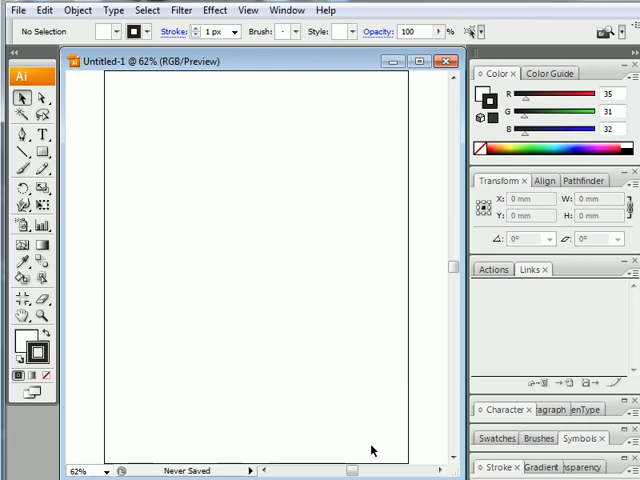 File Edit Object Type Select Filter Effect View Window Help
No Selection Stroke: 1 px Brush: Style: Opacity: 100 %
Untitled-1 @ 62% (RGB/Preview)
Ai
T
Color × Color Guide
R 35
G 31
B 32
Transform × Align Pathfinder
X: 0 mm W: 0 mm
Y: 0 mm H: 0 mm
0° 0°
Actions Links ×
Character × aragraph enType
Swatches Brushes Symbols ×
Stroke × Gradient nsparency
62% Never Saved